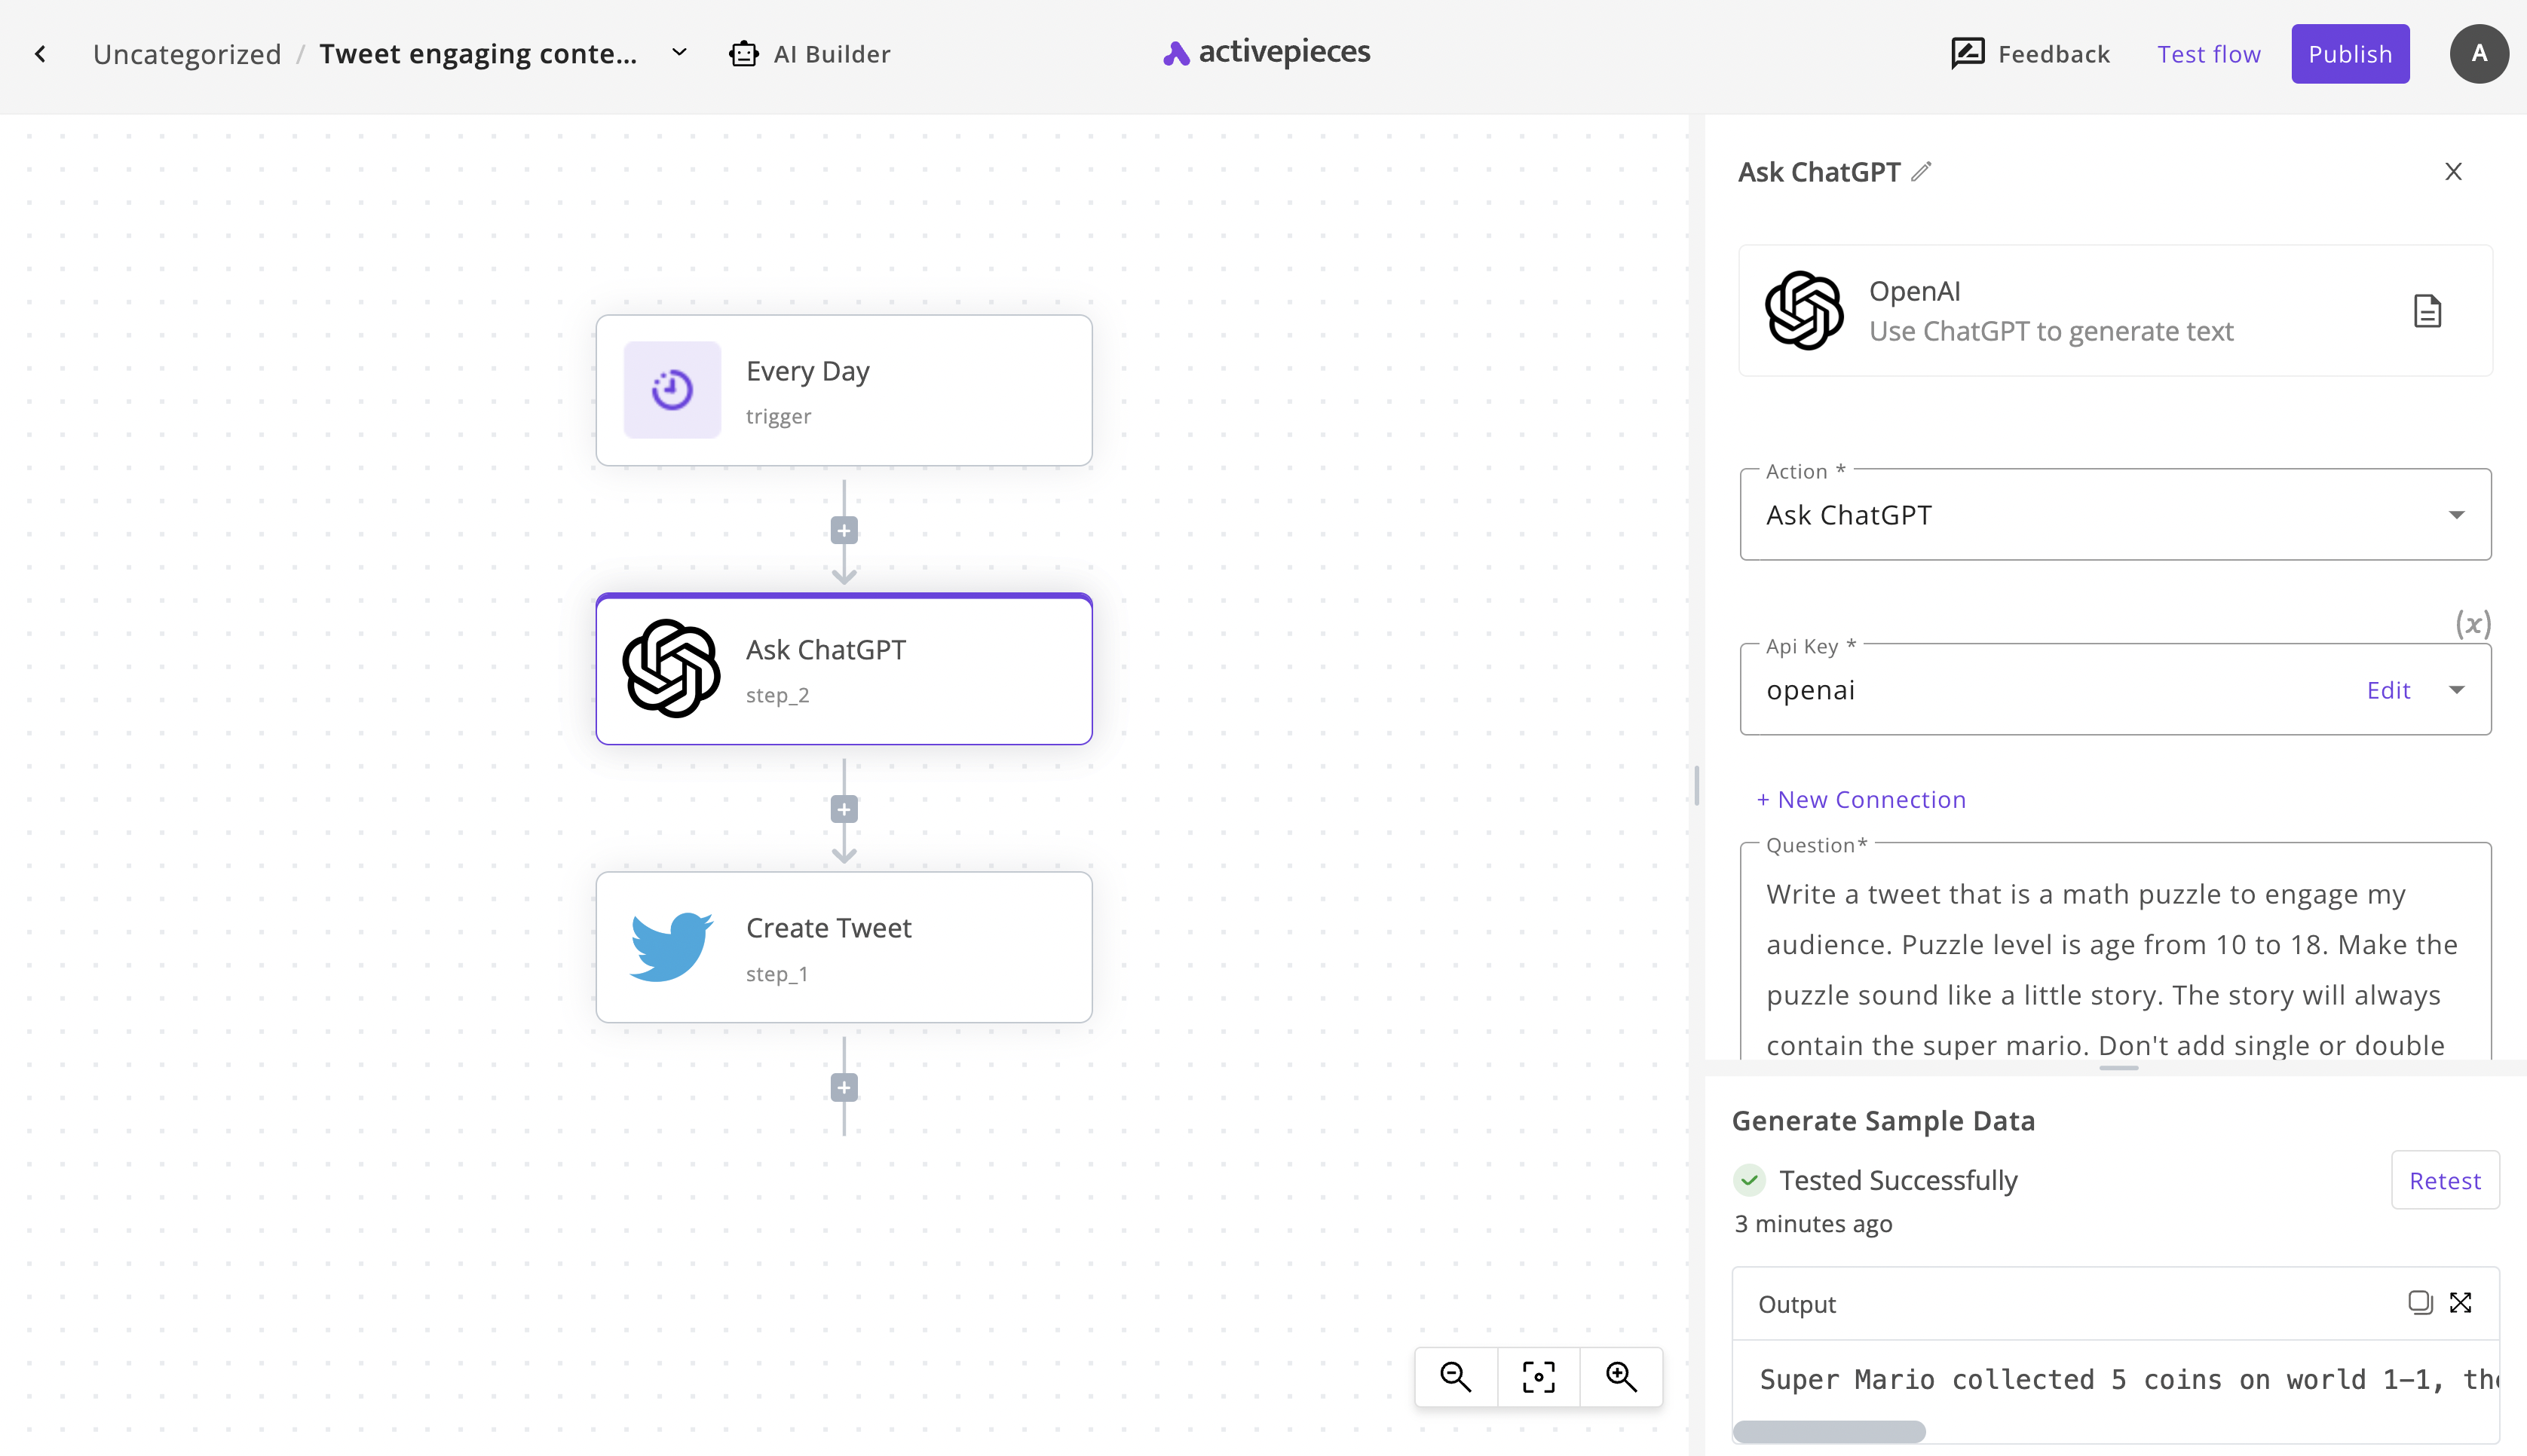 Uncategorized / Tweet engaging conte...
AI Builder
activepieces
Feedback
Test flow
Publish
A
Every Day
trigger
Ask ChatGPT
step_2
Create Tweet
step_1
Ask ChatGPT
OpenAI
Use ChatGPT to generate text
Action *
Ask ChatGPT
(x)
Api Key *
openai
Edit
+ New Connection
Question*
Write a tweet that is a math puzzle to engage my
audience. Puzzle level is age from 10 to 18. Make the
puzzle sound like a little story. The story will always
contain the super mario. Don't add single or double
Generate Sample Data
Tested Successfully
Retest
3 minutes ago
Output
Super Mario collected 5 coins on world 1-1,